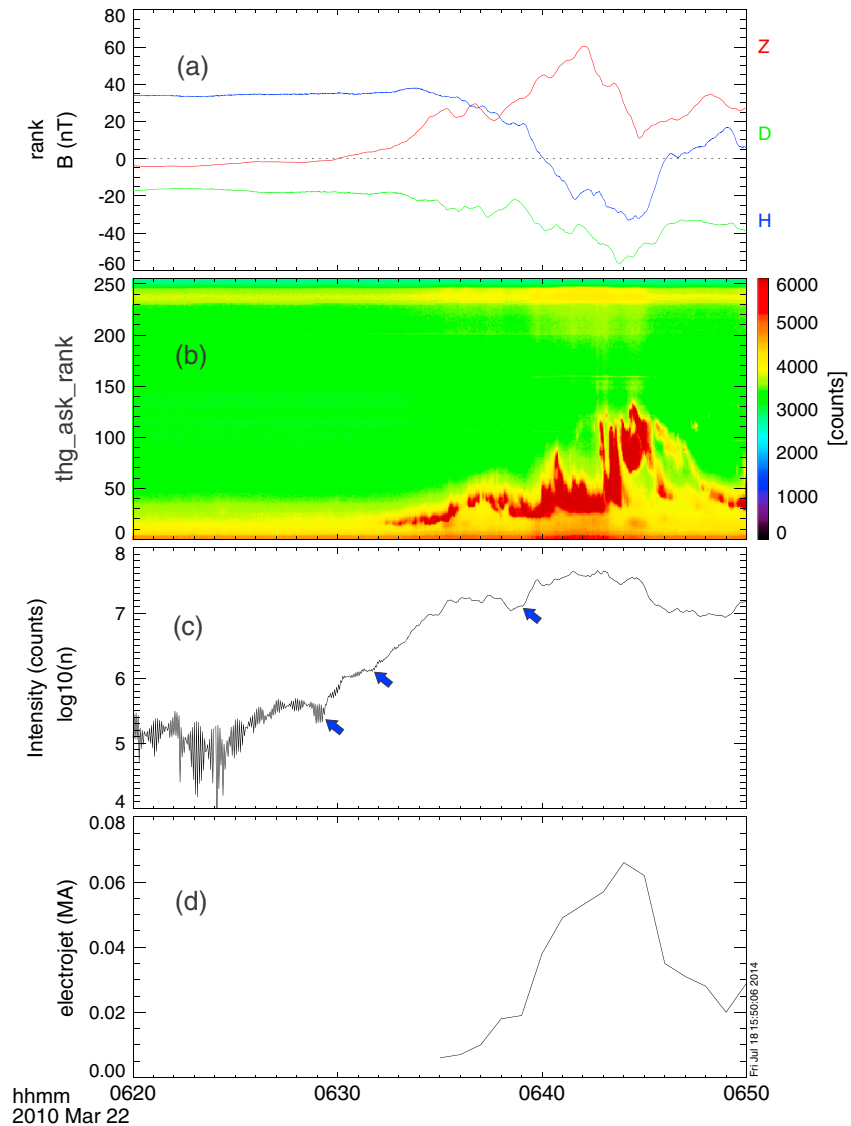 80
60
40
20
0
-20
-40
-60
rank
B (nT)
(a)
Z
D
H
250
200
150
100
50
0
thg_ask_rank
(b)
6000
5000
4000
3000
2000
1000
0
[counts]
8
7
6
5
4
Intensity (counts)
log10(n)
(c)
0.08
0.06
0.04
0.02
0.00
electrojet (MA)
(d)
Fri Jul 18 15:50:06 2014
0620 0630 0640 0650
hhmm
2010 Mar 22